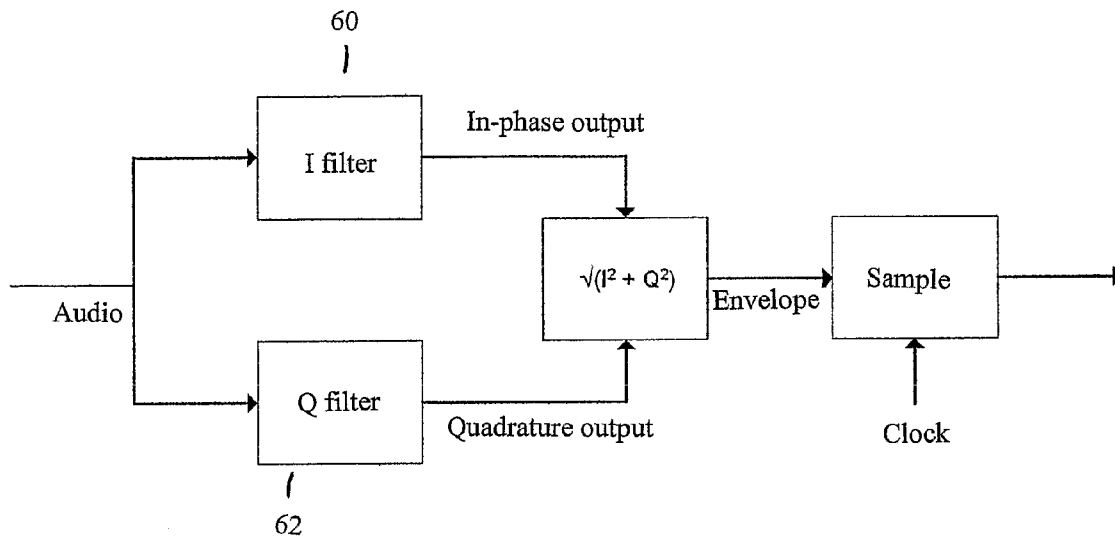 60
In-phase output
I filter
√(I² + Q²)
Sample
Envelope
Audio
Q filter
Quadrature output
Clock
62